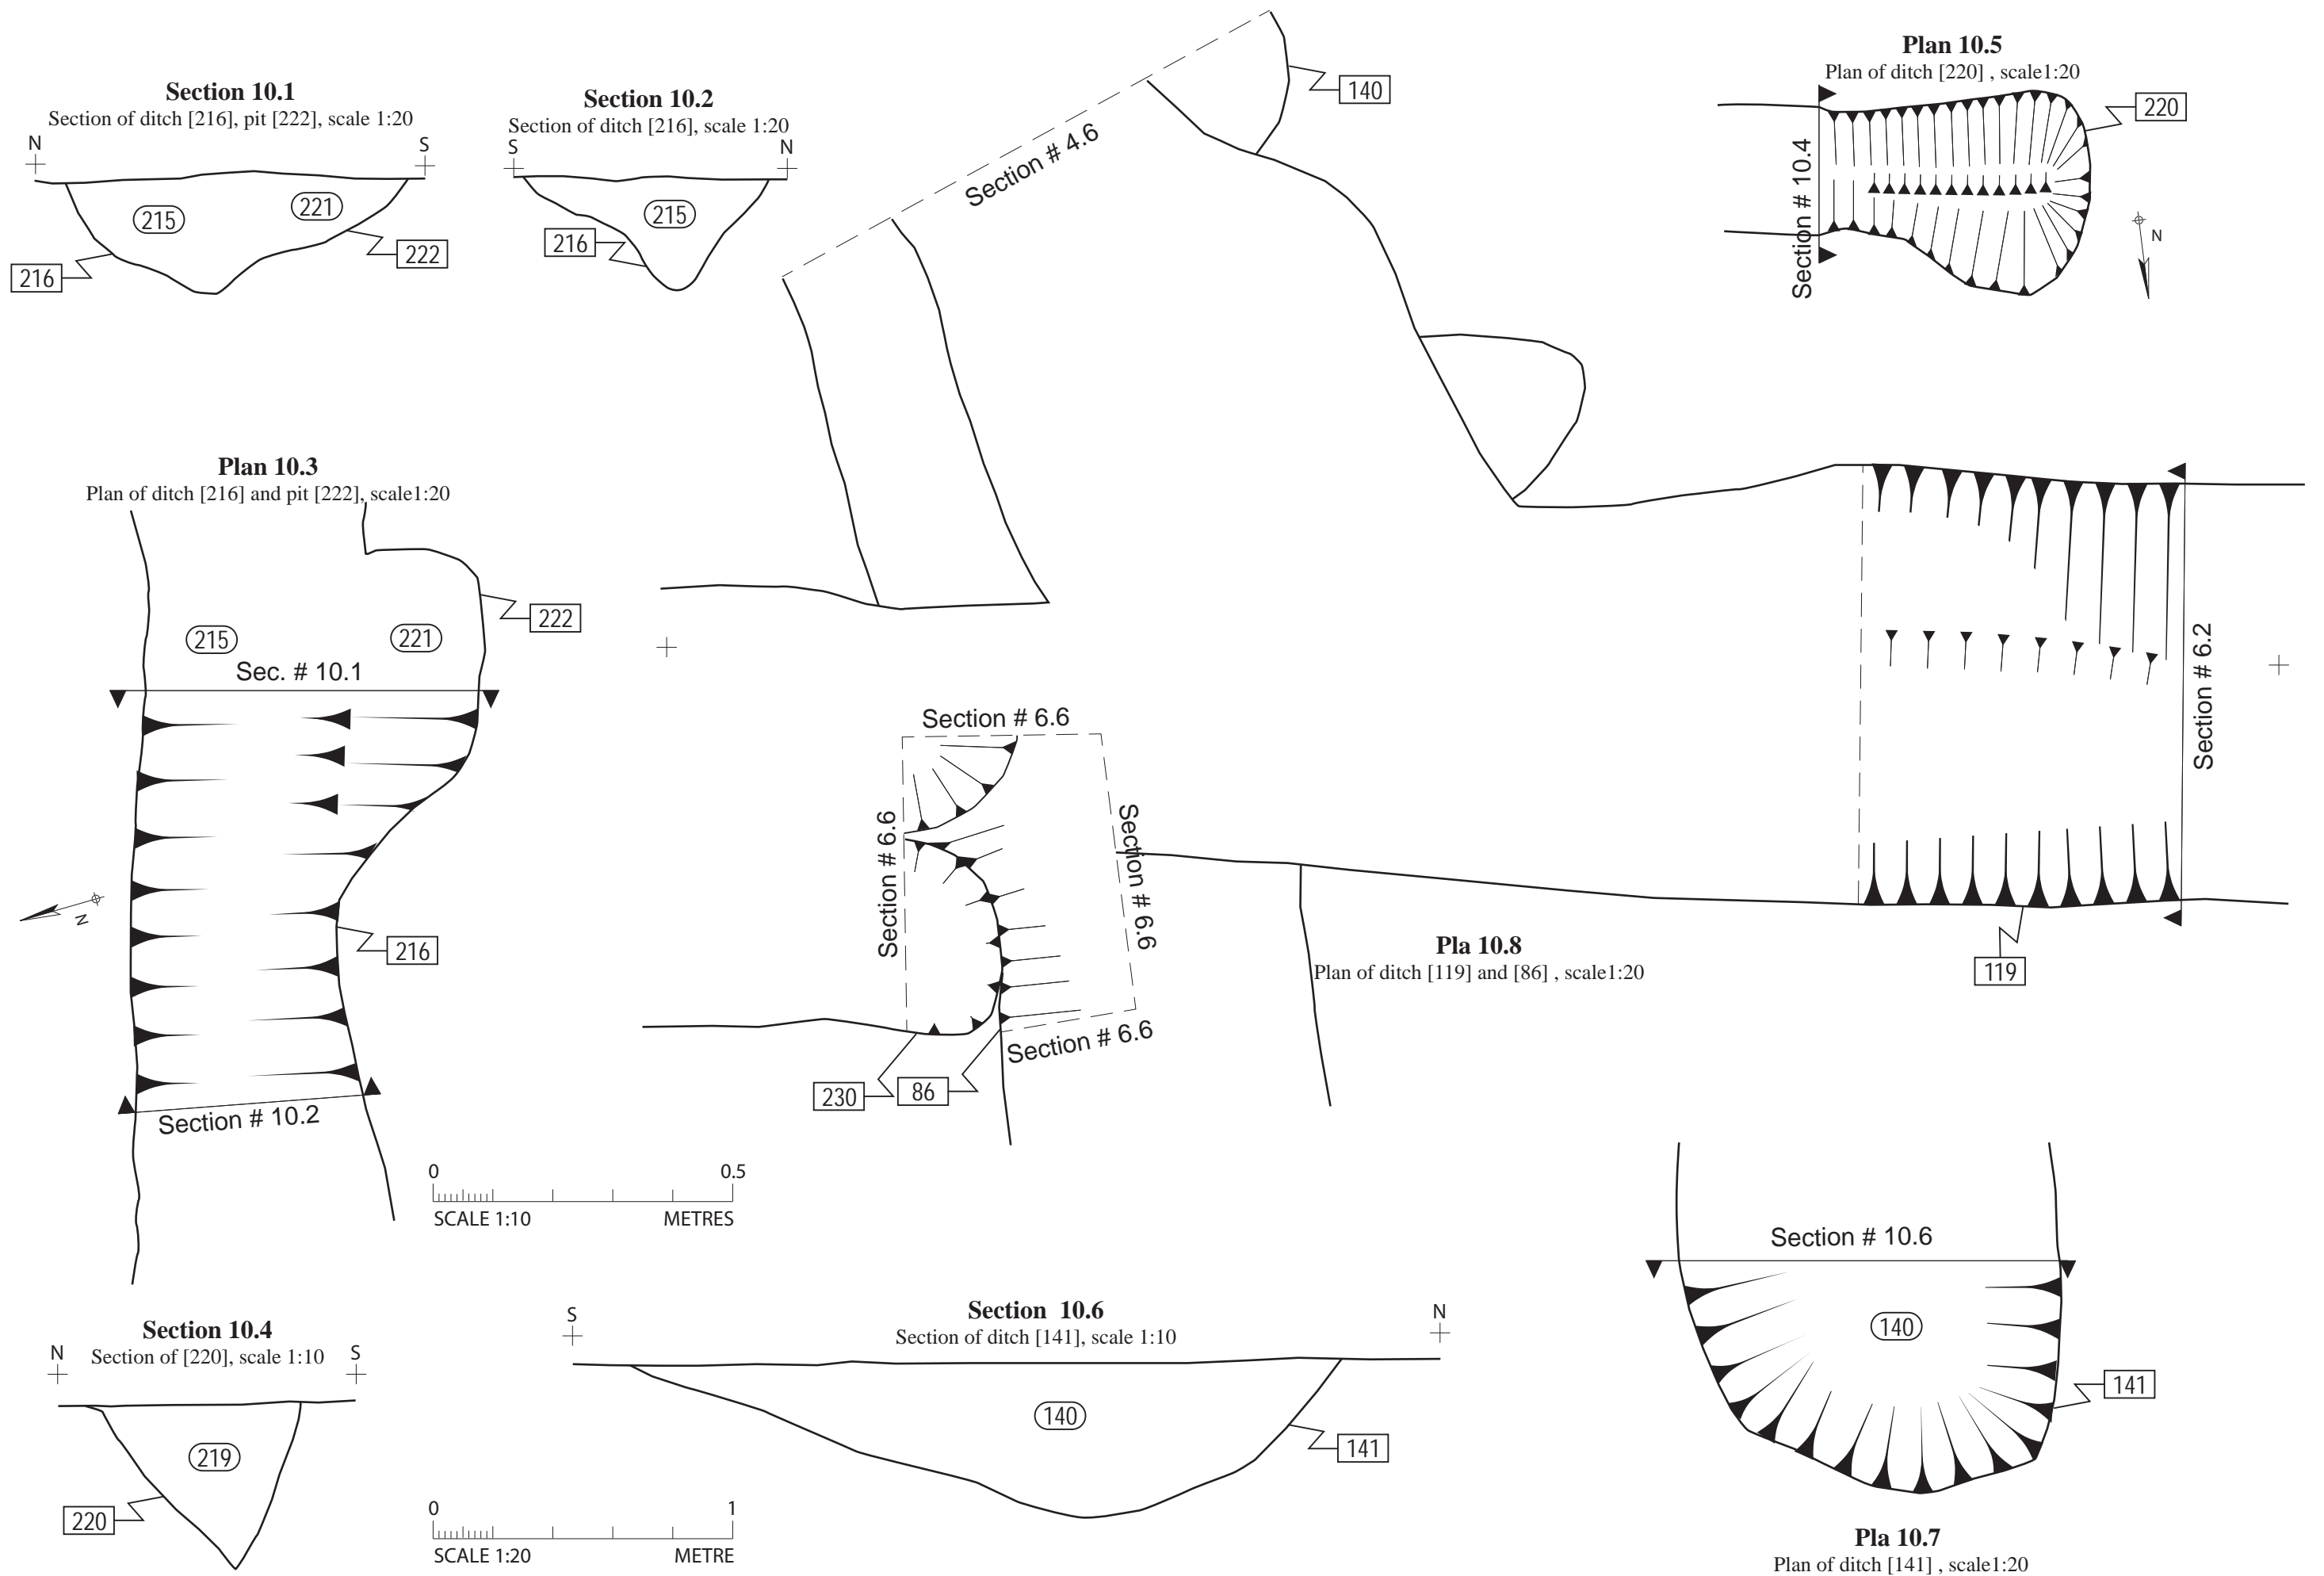 Section 10.1
Section of ditch [216], pit [222], scale 1:20
N
S
215
221
216
222
Section 10.2
Section of ditch [216], scale 1:20
S
N
215
216
Section # 4.6
140
Plan 10.5
Plan of ditch [220] , scale1:20
220
Section # 10.4
N
Plan 10.3
Plan of ditch [216] and pit [222], scale1:20
222
215
221
Sec. # 10.1
N
216
Section # 10.2
Section # 6.2
Section # 6.6
Section # 6.6
Section # 6.6
Section # 6.6
230
86
Pla 10.8
Plan of ditch [119] and [86] , scale1:20
119
0
0.5
SCALE 1:10
METRES
Section # 10.6
140
141
Pla 10.7
Plan of ditch [141] , scale1:20
Section 10.4
Section of [220], scale 1:10
N
S
219
220
Section 10.6
Section of ditch [141], scale 1:10
S
N
140
141
0
1
SCALE 1:20
METRE